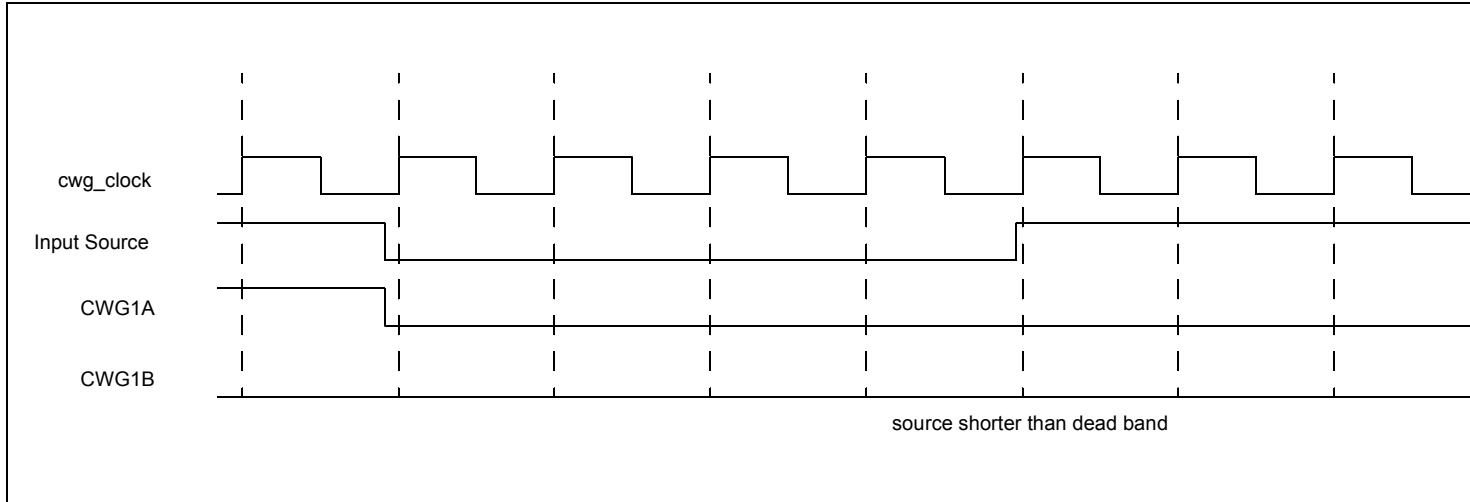 cwg_clock
Input Source
CWG1A
CWG1B
source shorter than dead band